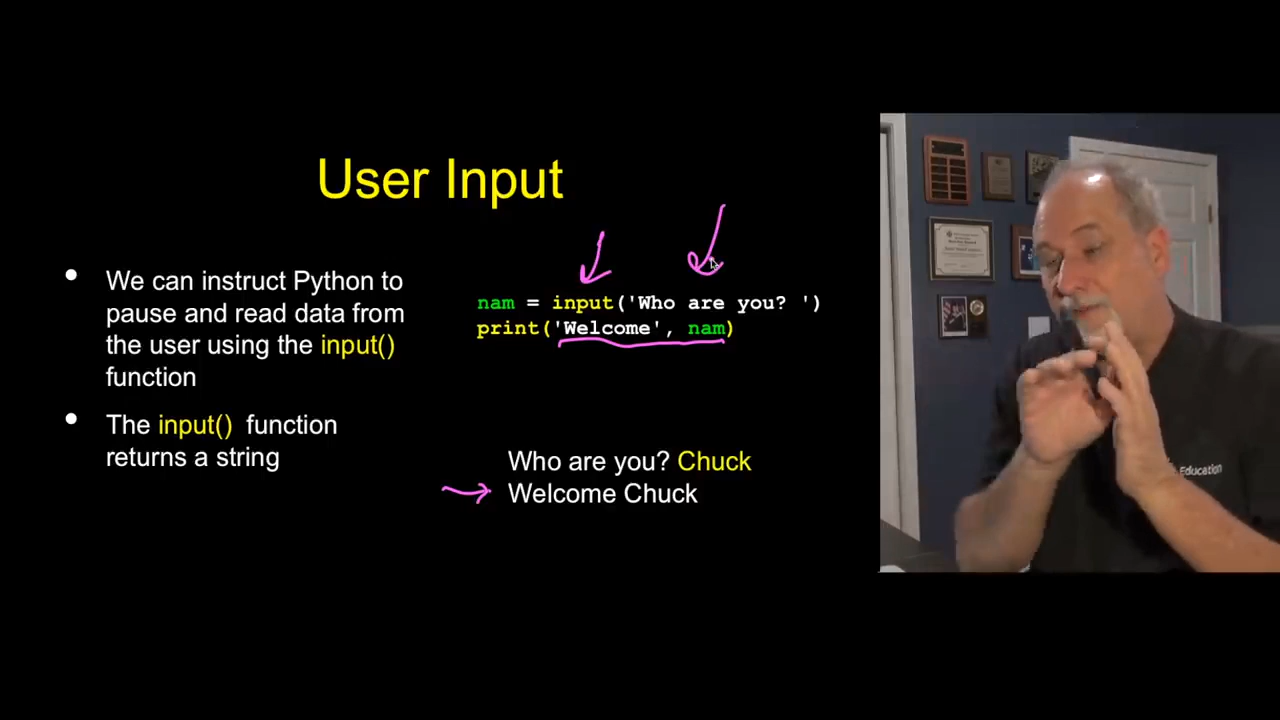 User Input
• We can instruct Python to
pause and read data from
the user using the input()
function
• The input() function
returns a string
nam = input('Who are you? ')
print('Welcome', nam)
Who are you? Chuck
Welcome Chuck
Education